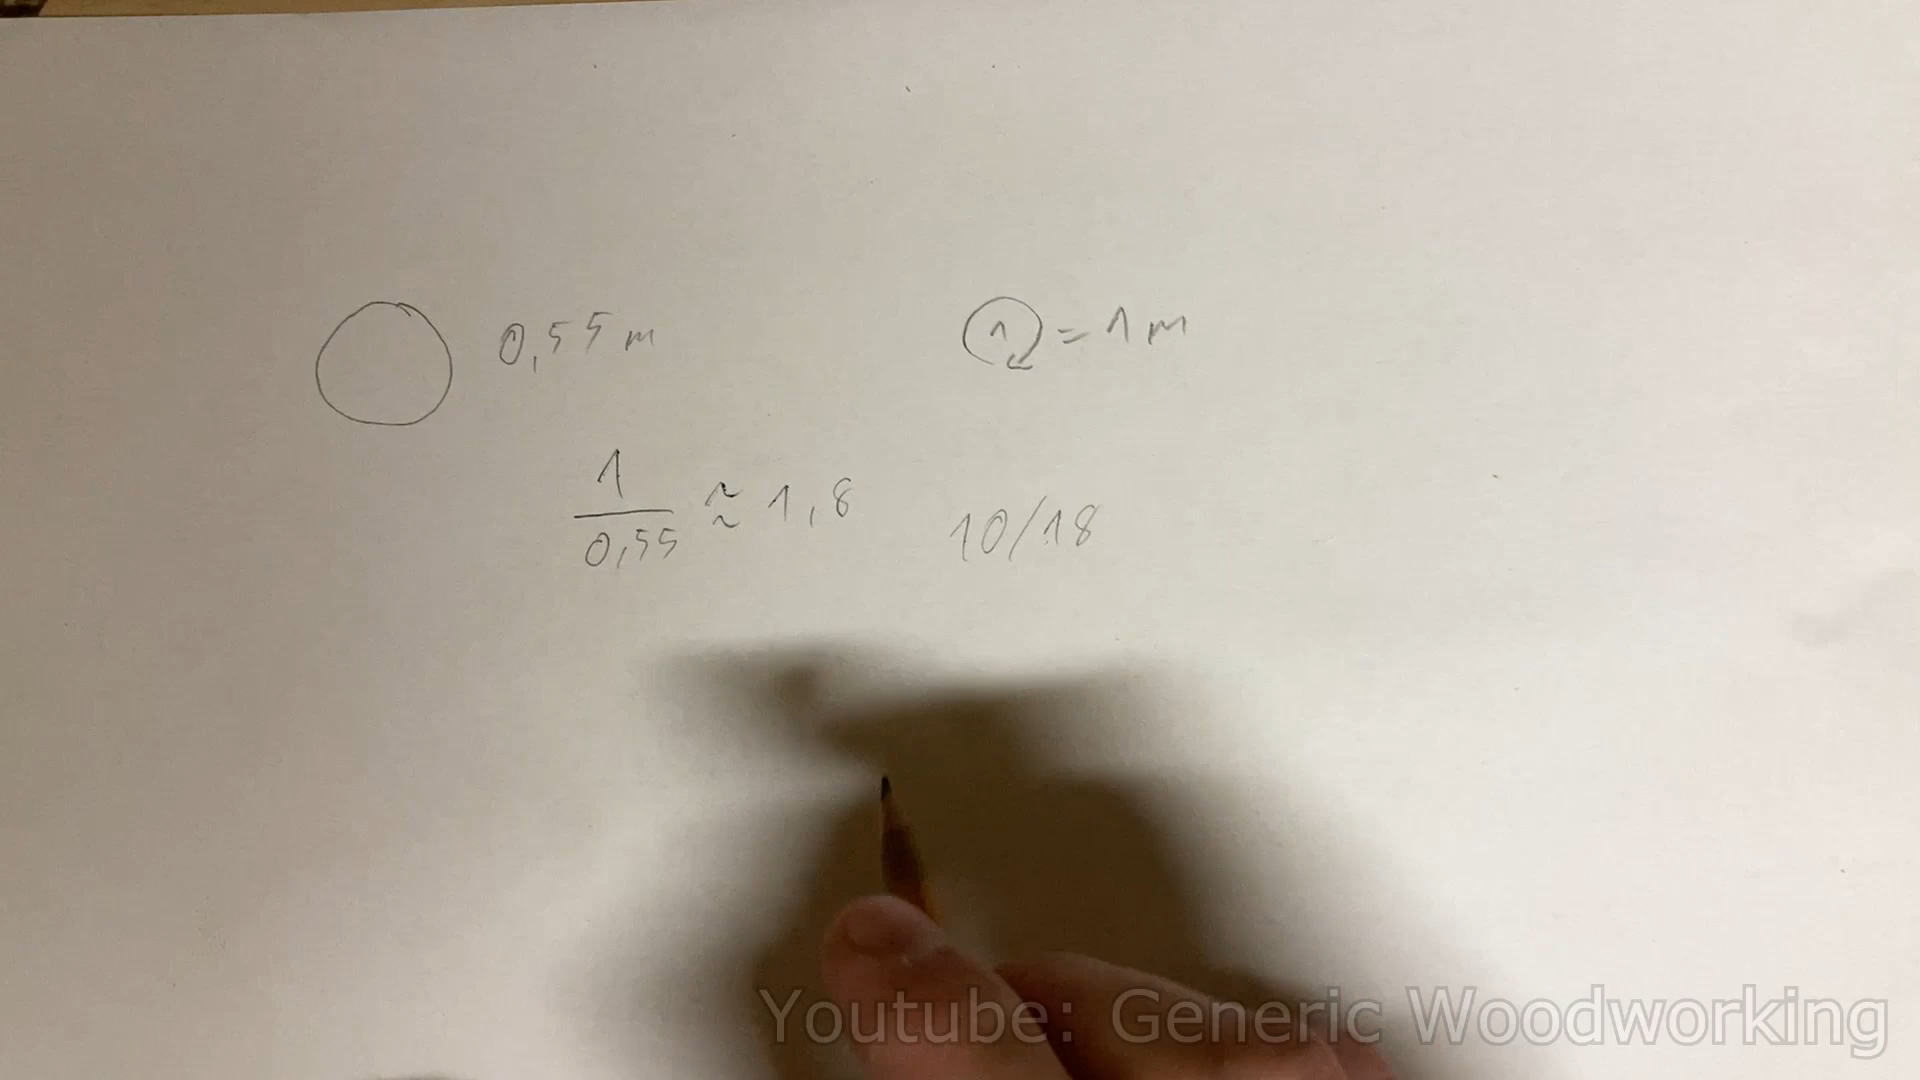 0,55 m
1 = 1 m
1
0,55
≈ 1,8
10/18
Youtube: Generic Woodworking